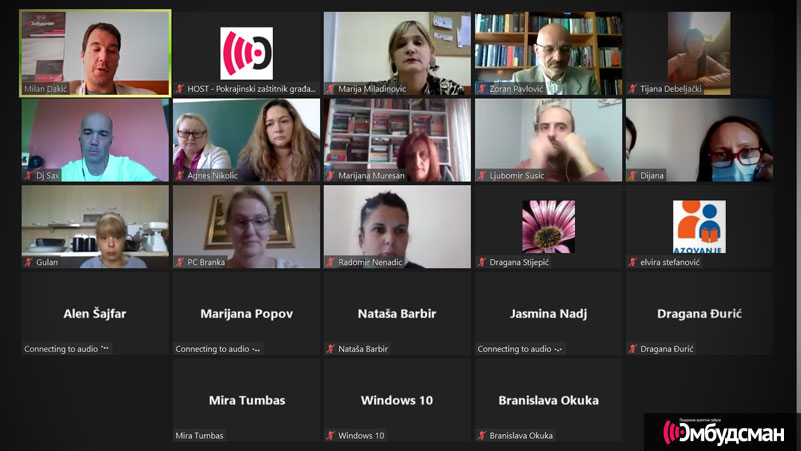 Омбудсман
Milan Dakic
HOST - Pokrajinski zaštitnik građa...
Marija Miladinovic
Zoran Pavlović
Tijana Debeljački
Dj Sax
Agnes Nikolic
Marijana Muresan
Ljubomir Susic
Dijana
Gulan
PC Branka
Radomir Nenadic
Dragana Stijepić
AZOVANJE
elvira stefanović
Alen Šajfar
Connecting to audio
Marijana Popov
Connecting to audio
Nataša Barbir
Nataša Barbir
Jasmina Nadj
Connecting to audio
Dragana Đurić
Dragana Đurić
Mira Tumbas
Mira Tumbas
Windows 10
Windows 10
Branislava Okuka
Branislava Okuka
Омбудсман